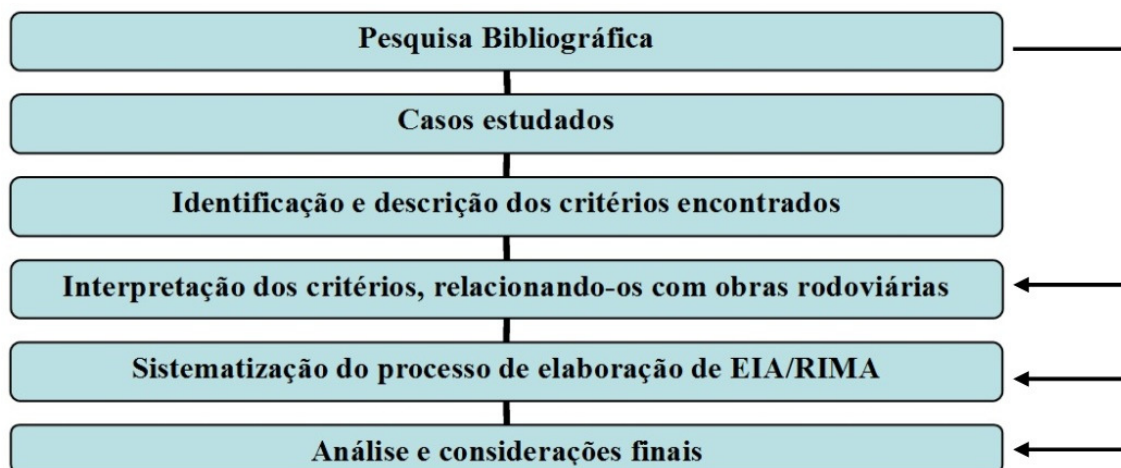 Pesquisa Bibliográfica
Casos estudados
Identificação e descrição dos critérios encontrados
Interpretação dos critérios, relacionando-os com obras rodoviárias
Sistematização do processo de elaboração de EIA/RIMA
Análise e considerações finais